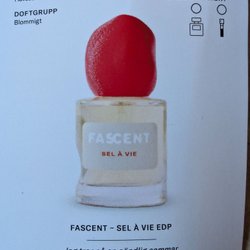 DOFTGRUPP
Blommigt
FASCENT
SEL À VIE
FASCENT – SEL À VIE EDP